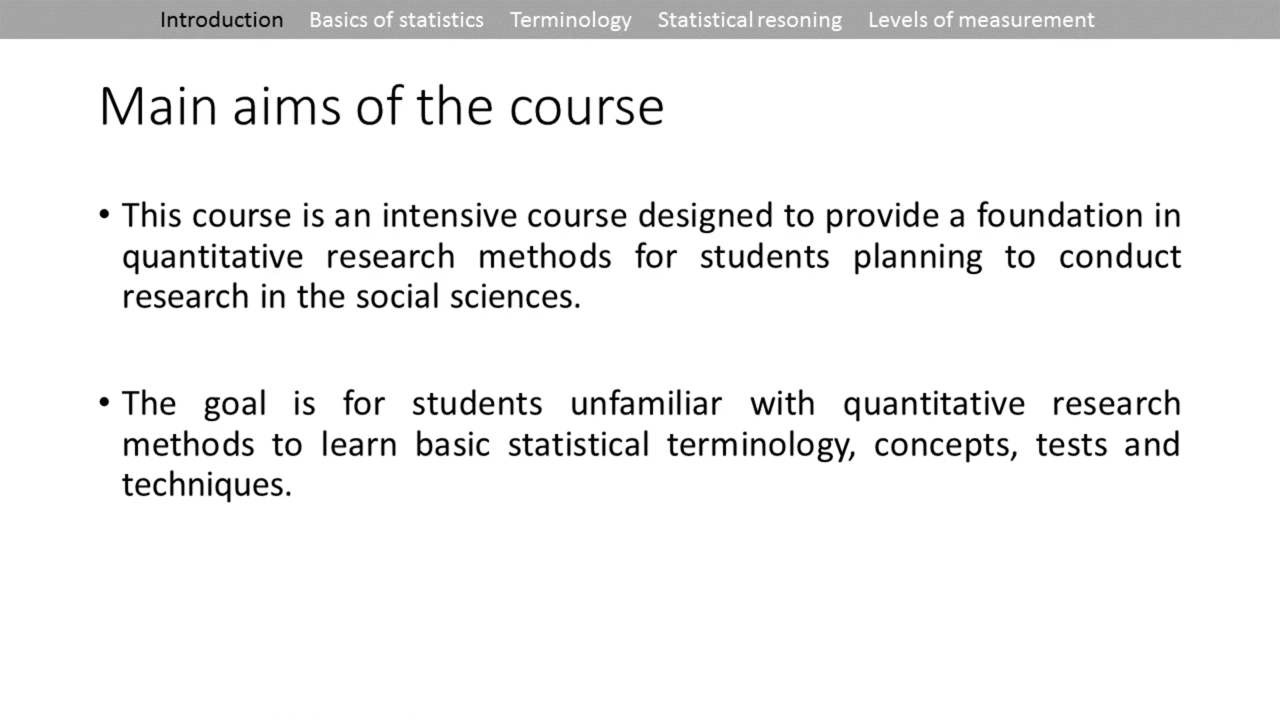 Introduction Basics of statistics Terminology Statistical resoning Levels of measurement
Main aims of the course
• This course is an intensive course designed to provide a foundation in
quantitative research methods for students planning to conduct
research in the social sciences.
• The goal is for students unfamiliar with quantitative research
methods to learn basic statistical terminology, concepts, tests and
techniques.